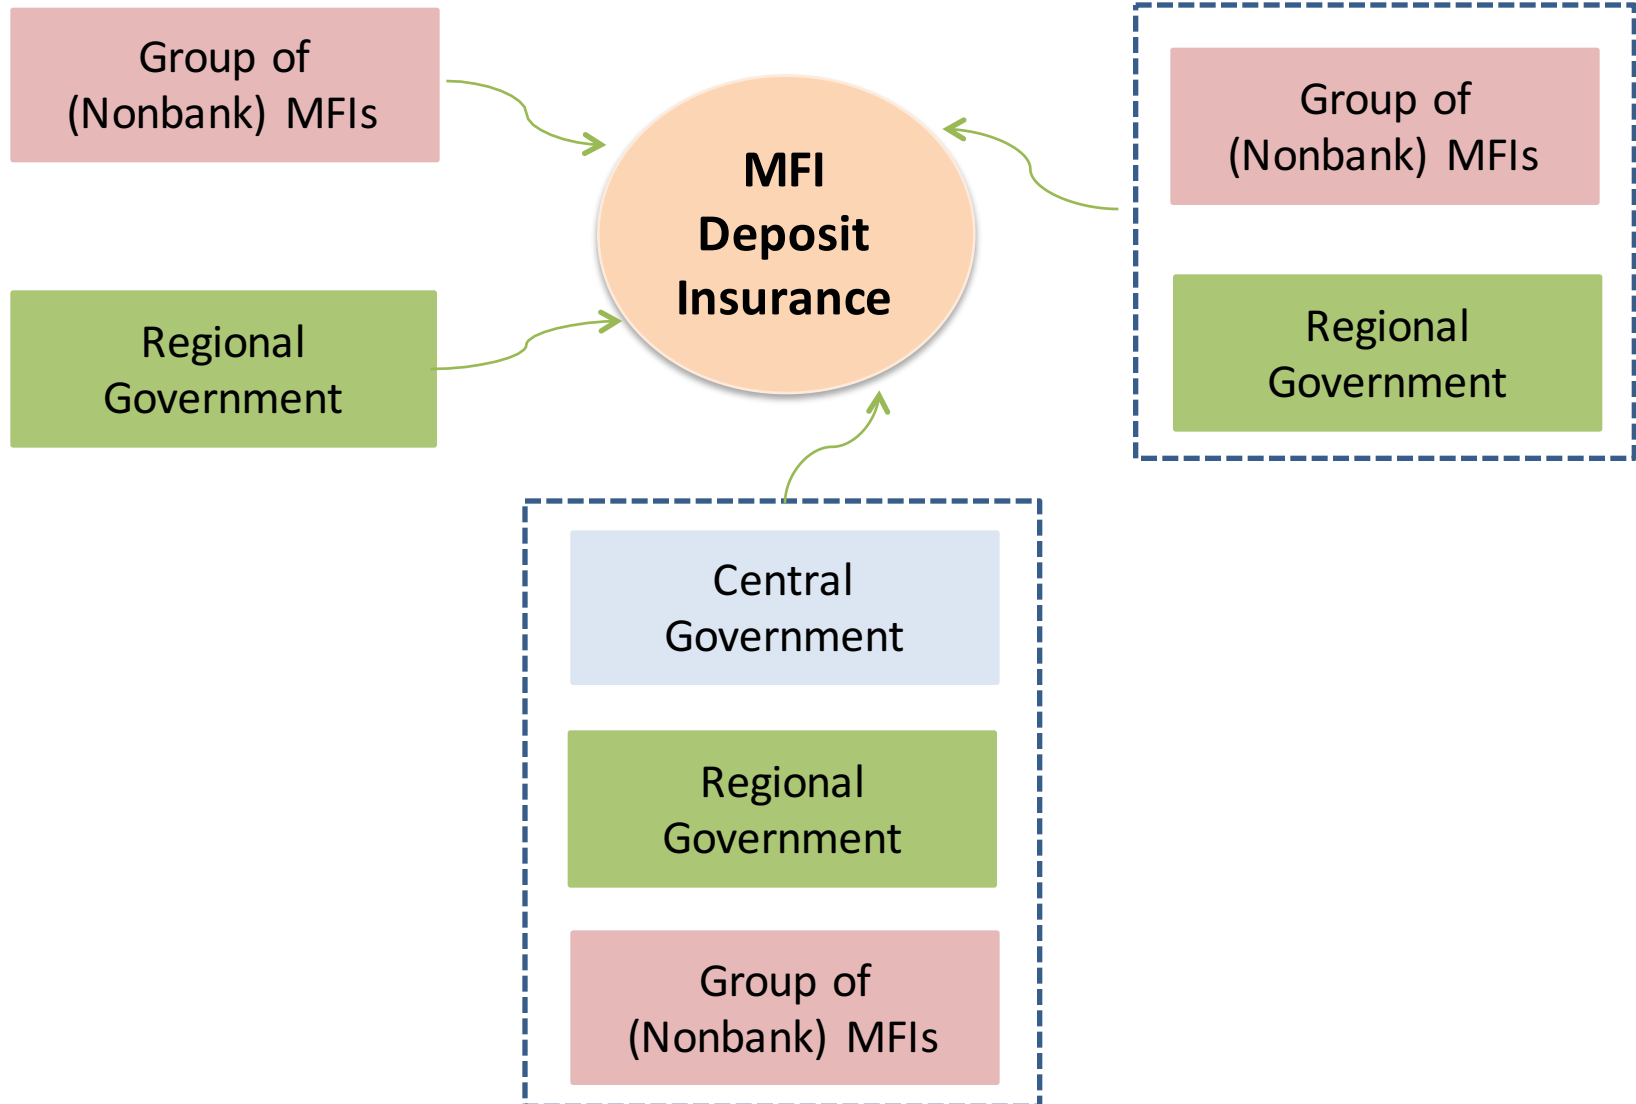 Group of
(Nonbank) MFIs
MFI
Deposit
Insurance
Group of
(Nonbank) MFIs
Regional
Government
Regional
Government
Central
Government
Regional
Government
Group of
(Nonbank) MFIs